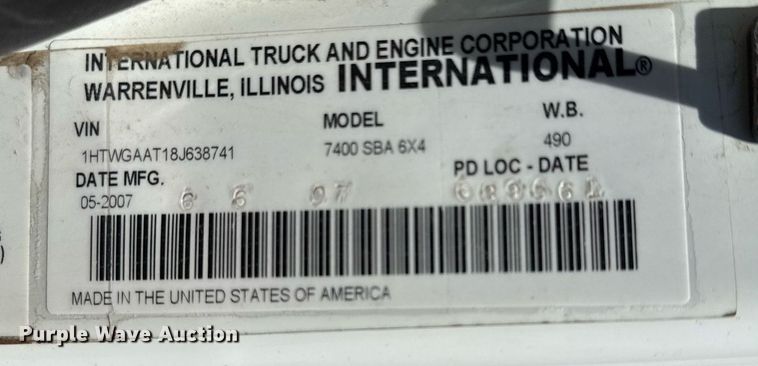 INTERNATIONAL TRUCK AND ENGINE CORPORATION
WARRENVILLE, ILLINOIS INTERNATIONAL®
VIN MODEL W.B.
1HTWGAAT18J638741 7400 SBA 6X4 490
DATE MFG. PD LOC - DATE
05-2007
MADE IN THE UNITED STATES OF AMERICA
)
Purple Wave Auction